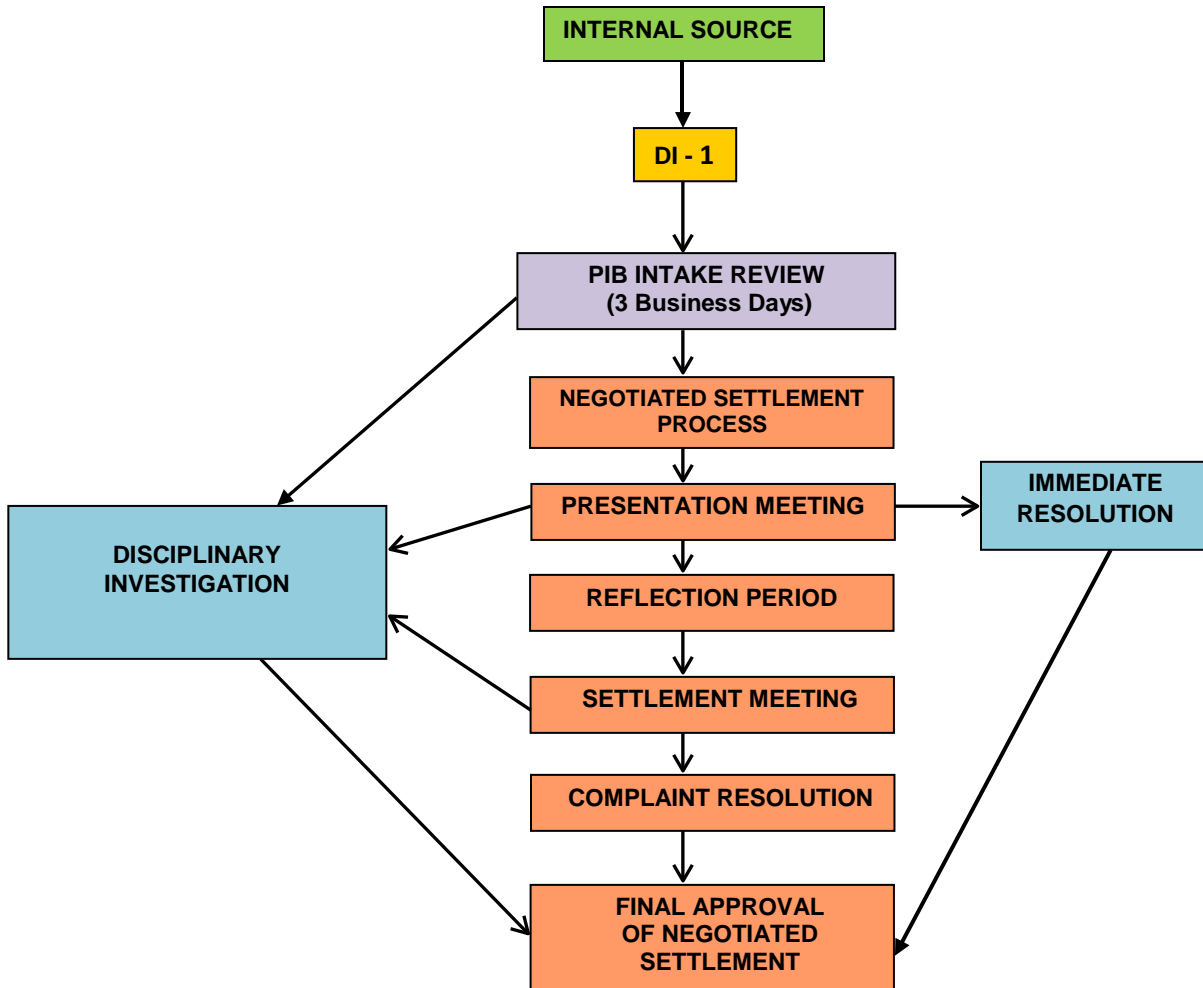 INTERNAL SOURCE
DI - 1
PIB INTAKE REVIEW
(3 Business Days)
NEGOTIATED SETTLEMENT
PROCESS
PRESENTATION MEETING
IMMEDIATE
RESOLUTION
DISCIPLINARY
INVESTIGATION
REFLECTION PERIOD
SETTLEMENT MEETING
COMPLAINT RESOLUTION
FINAL APPROVAL
OF NEGOTIATED
SETTLEMENT